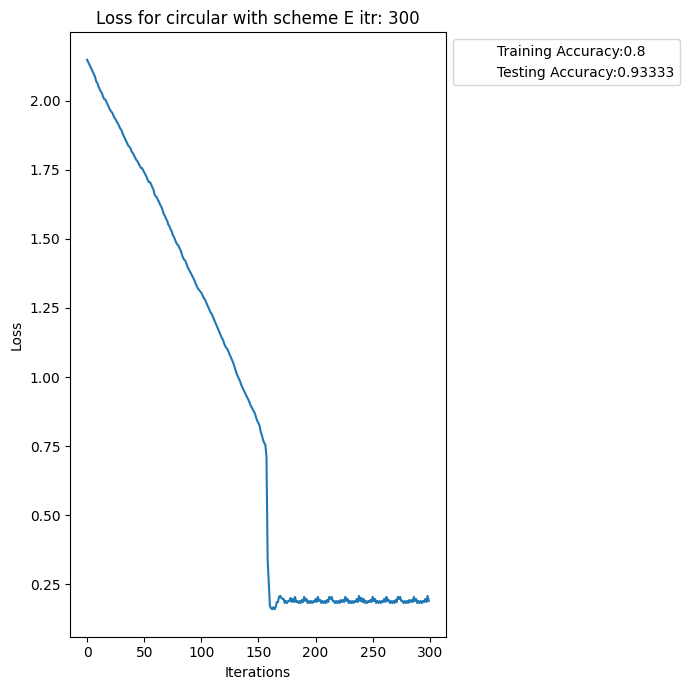 Loss for circular with scheme E itr: 300
Training Accuracy:0.8
Testing Accuracy:0.93333
2.00
1.75
1.50
1.25
1.00
0.75
0.50
0.25
Loss
0 50 100 150 200 250 300
Iterations